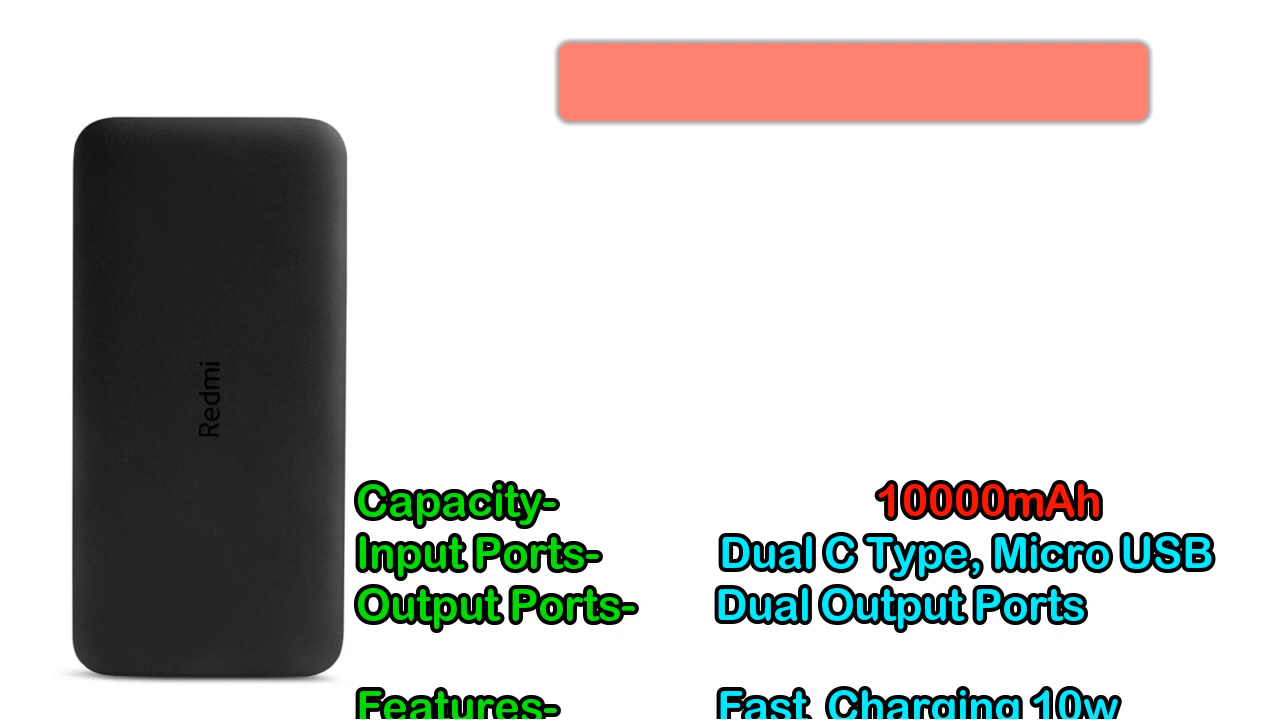 Redmi
Capacity- 10000mAh
Input Ports- Dual C Type, Micro USB
Output Ports- Dual Output Ports
Features- Fast Charging 10w